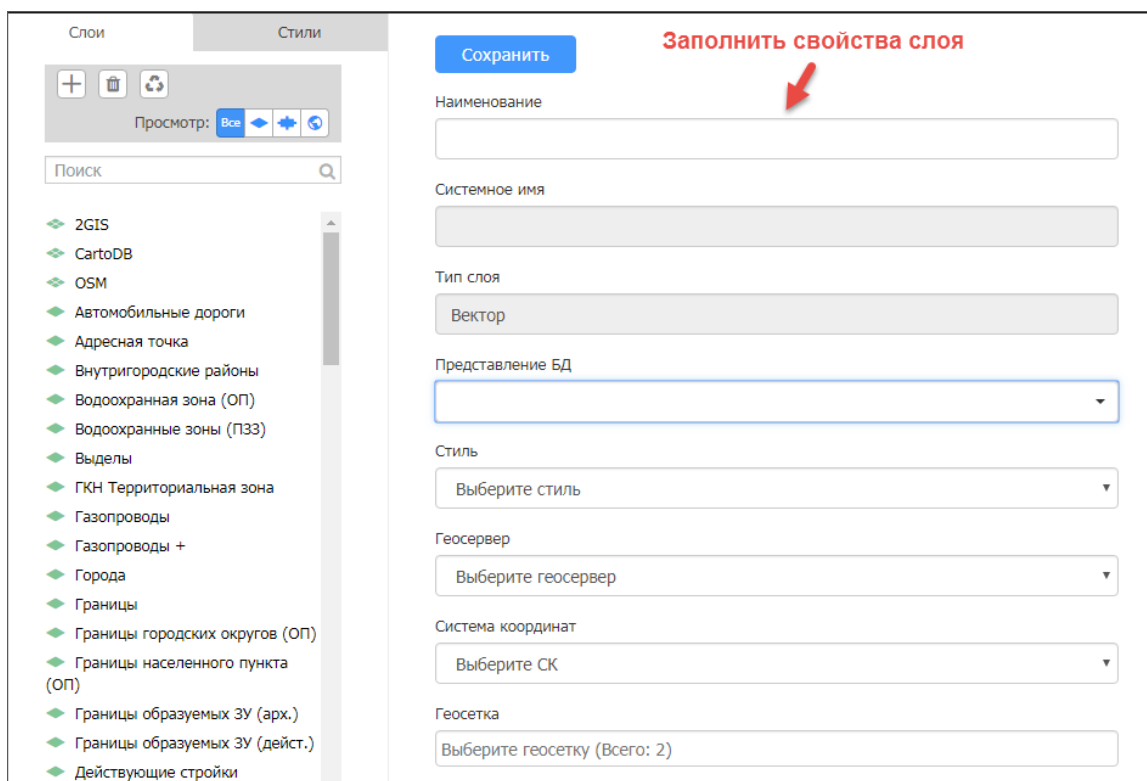 Слои
Стили
Просмотр:
Все
Поиск
2GIS
CartoDB
OSM
Автомобильные дороги
Адресная точка
Внутригородские районы
Водоохранная зона (ОП)
Водоохранные зоны (ПЗЗ)
Выделы
ГКН Территориальная зона
Газопроводы
Газопроводы +
Города
Границы
Границы городских округов (ОП)
Границы населенного пункта
(ОП)
Границы образуемых ЗУ (арх.)
Границы образуемых ЗУ (дейст.)
Действующие стройки
Сохранить
Заполнить свойства слоя
Наименование
Системное имя
Тип слоя
Вектор
Представление БД
Стиль
Выберите стиль
Геосервер
Выберите геосервер
Система координат
Выберите СК
Геосетка
Выберите геосетку (Всего: 2)